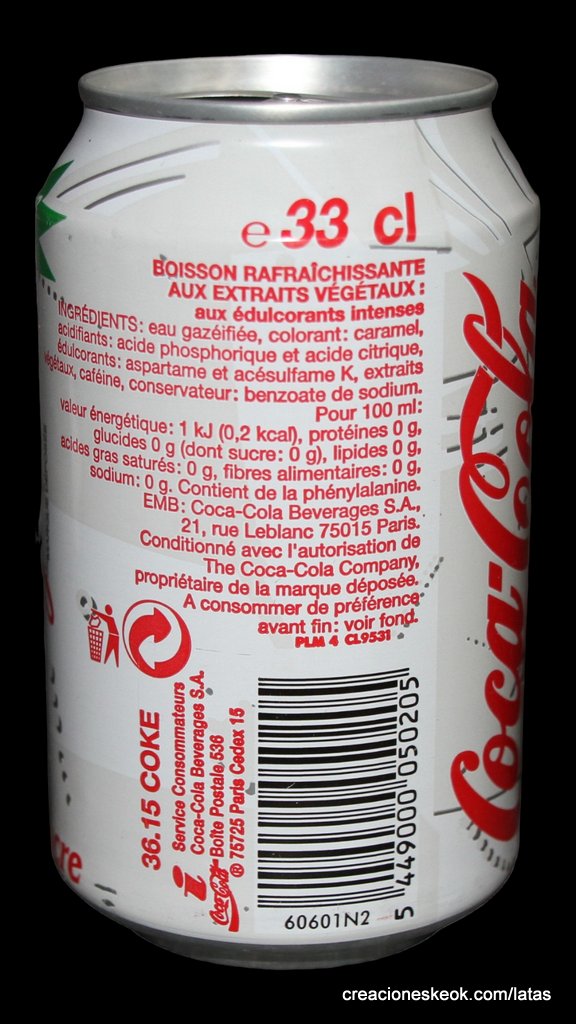 e 33 cl
BOISSON RAFRAÎCHISSANTE
AUX EXTRAITS VÉGÉTAUX :
aux édulcorants intenses
INGRÉDIENTS: eau gazéifiée, colorant: caramel,
acidifiants: acide phosphorique et acide citrique,
édulcorants: aspartame et acésulfame K, extraits
végétaux, caféine, conservateur: benzoate de sodium.
Pour 100 ml:
valeur énergétique: 1 kJ (0,2 kcal), protéines 0 g,
glucides 0 g (dont sucre: 0 g), lipides 0 g,
acides gras saturés: 0 g, fibres alimentaires: 0 g,
sodium: 0 g. Contient de la phénylalanine.
EMB: Coca-Cola Beverages S.A.,
21, rue Leblanc 75015 Paris.
Conditionné avec l'autorisation de
The Coca-Cola Company,
propriétaire de la marque déposée.
A consommer de préférence
avant fin: voir fond.
PLM 4 CL9531
36.15 COKE
i Service Consommateurs
Coca-Cola Beverages S.A.
Coca-Cola Boîte Postale 536
® 75725 Paris Cedex 15
5 449000 050205
60601N2
Coca-Cola
cre
creacioneskeok.com/latas